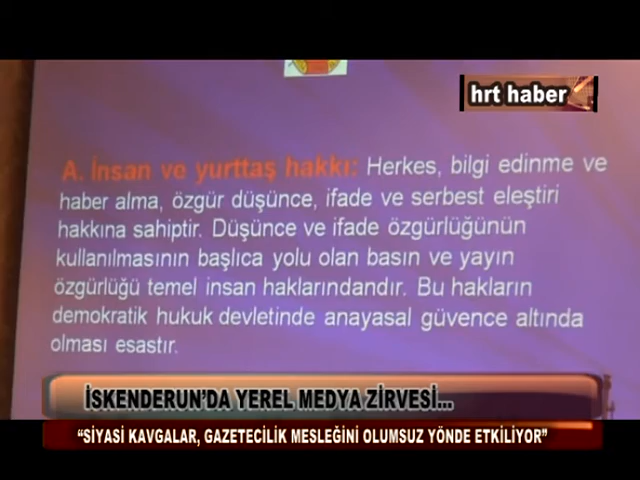 hrt haber
A. İnsan ve yurttaş hakkı: Herkes, bilgi edinme ve
haber alma, özgür düşünce, ifade ve serbest eleştiri
hakkına sahiptir. Düşünce ve ifade özgürlüğünün
kullanılmasının başlıca yolu olan basın ve yayın
özgürlüğü temel insan haklarındandır. Bu hakların
demokratik hukuk devletinde anayasal güvence altında
olması esastır.
İSKENDERUN'DA YEREL MEDYA ZİRVESİ...
“SİYASİ KAVGALAR, GAZETECİLİK MESLEĞİNİ OLUMSUZ YÖNDE ETKİLİYOR”